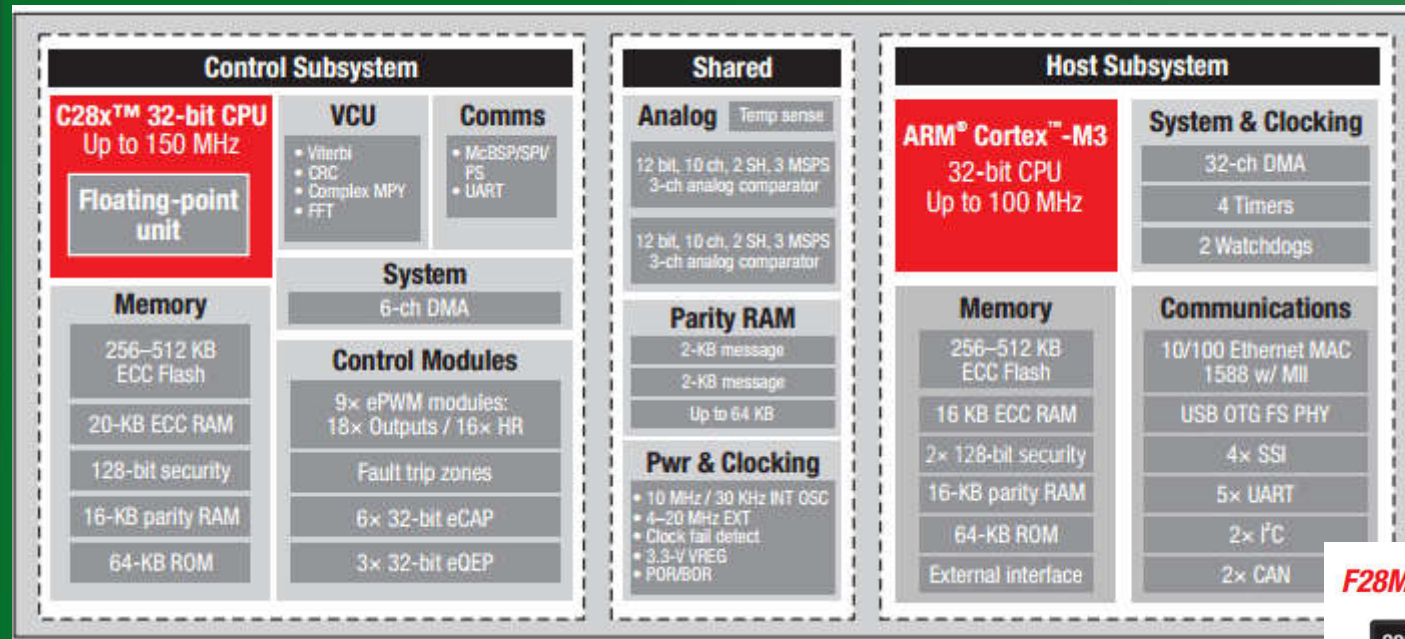 Control Subsystem
C28x™ 32-bit CPU
Up to 150 MHz
Floating-point
unit
VCU
• Viterbi
• CRC
• Complex MPY
• FFT
Comms
• McBSP/SPI/
PS
• UART
System
6-ch DMA
Memory
256–512 KB
ECC Flash
20-KB ECC RAM
128-bit security
16-KB parity RAM
64-KB ROM
Control Modules
9× ePWM modules:
18× Outputs / 16× HR
Fault trip zones
6× 32-bit eCAP
3× 32-bit eQEP
Shared
Analog
Temp sense
12 bit, 10 ch, 2 SH, 3 MSPS
3-ch analog comparator
12 bit, 10 ch, 2 SH, 3 MSPS
3-ch analog comparator
Parity RAM
2-KB message
2-KB message
Up to 64 KB
Pwr & Clocking
• 10 MHz / 30 KHz INT OSC
• 4–20 MHz EXT
• Clock fail detect
• 3.3-V VREG
• POR/BOR
Host Subsystem
ARM® Cortex™-M3
32-bit CPU
Up to 100 MHz
System & Clocking
32-ch DMA
4 Timers
2 Watchdogs
Memory
256–512 KB
ECC Flash
16 KB ECC RAM
2× 128-bit security
16-KB parity RAM
64-KB ROM
External interface
Communications
10/100 Ethernet MAC
1588 w/ MII
USB OTG FS PHY
4× SSI
5× UART
2× I²C
2× CAN
F28M